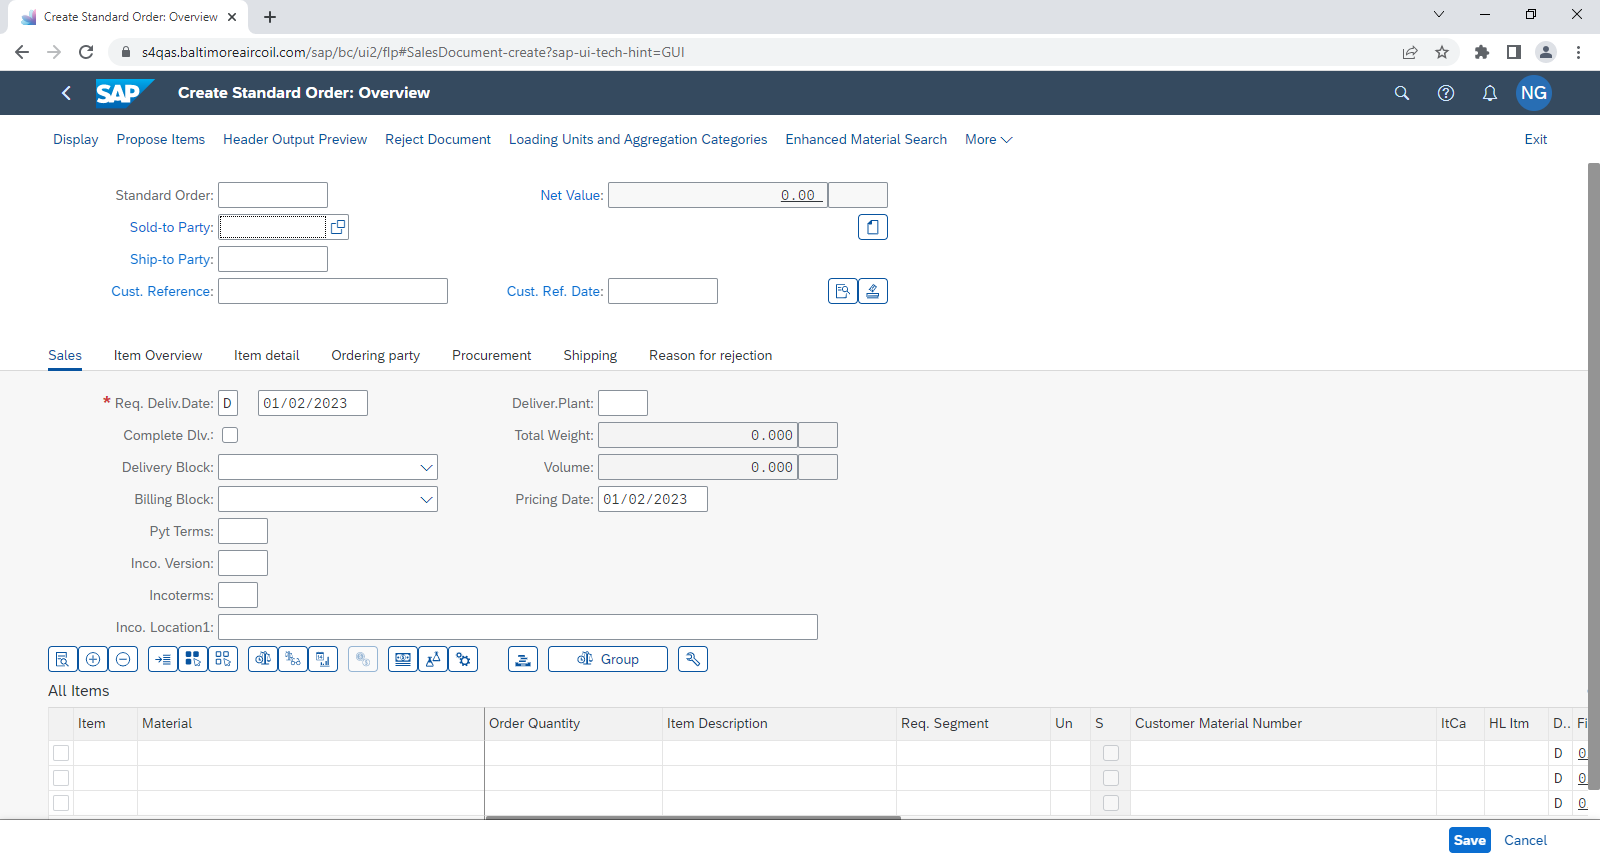 Create Standard Order: Overview
s4qas.baltimoreaircoil.com/sap/bc/ui2/flp#SalesDocument-create?sap-ui-tech-hint=GUI
SAP Create Standard Order: Overview NG
Display Propose Items Header Output Preview Reject Document Loading Units and Aggregation Categories Enhanced Material Search More Exit
Standard Order: Net Value: 0.00
Sold-to Party:
Ship-to Party:
Cust. Reference: Cust. Ref. Date:
Sales Item Overview Item detail Ordering party Procurement Shipping Reason for rejection
* Req. Deliv.Date: D 01/02/2023 Deliver.Plant:
Complete Dlv.: Total Weight: 0.000
Delivery Block: Volume: 0.000
Billing Block: Pricing Date: 01/02/2023
Pyt Terms:
Inco. Version:
Incoterms:
Inco. Location1:
Group
All Items
Item Material Order Quantity Item Description Req. Segment Un S Customer Material Number ItCa HL Itm D.. Fi
D 0
D 0
D 0
Save Cancel